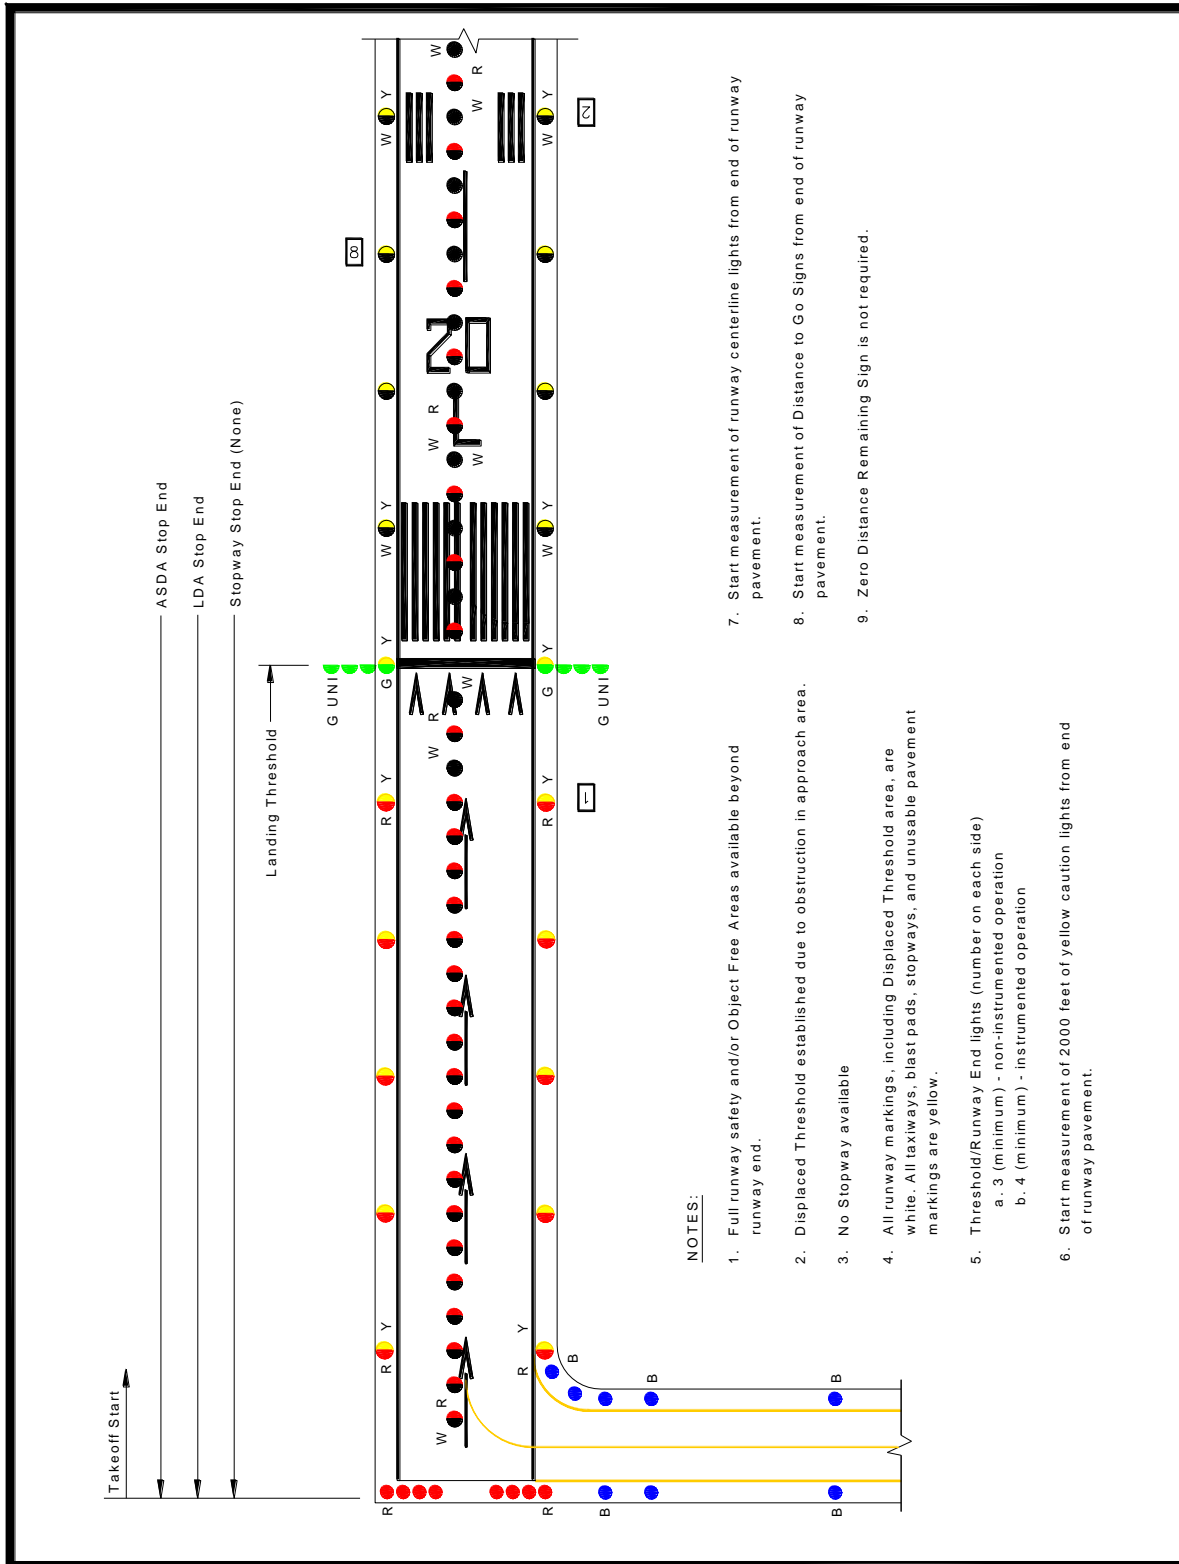 Takeoff Start
ASDA Stop End
LDA Stop End
Stopway Stop End (None)
Landing Threshold
G UNI
8
R
R
R Y
G Y
W Y
W Y
W
R
W
R
W
20
L
W
R
W
W
R
W
R
R Y
R Y
G Y
W Y
W Y
G UNI
1
2
B
B
B
B
B
NOTES:
1. Full runway safety and/or Object Free Areas available beyond
runway end.
2. Displaced Threshold established due to obstruction in approach area.
3. No Stopway available
4. All runway markings, including Displaced Threshold area, are
white. All taxiways, blast pads, stopways, and unusable pavement
markings are yellow.
5. Threshold/Runway End lights (number on each side)
a. 3 (minimum) - non-instrumented operation
b. 4 (minimum) - instrumented operation
6. Start measurement of 2000 feet of yellow caution lights from end
of runway pavement.
7. Start measurement of runway centerline lights from end of runway
pavement.
8. Start measurement of Distance to Go Signs from end of runway
pavement.
9. Zero Distance Remaining Sign is not required.